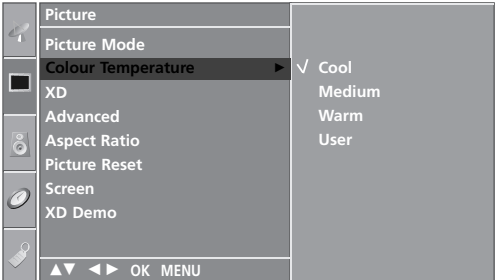 Picture
Picture Mode
Colour Temperature ►
XD
Advanced
Aspect Ratio
Picture Reset
Screen
XD Demo
▲▼ ◄► OK MENU
√ Cool
Medium
Warm
User